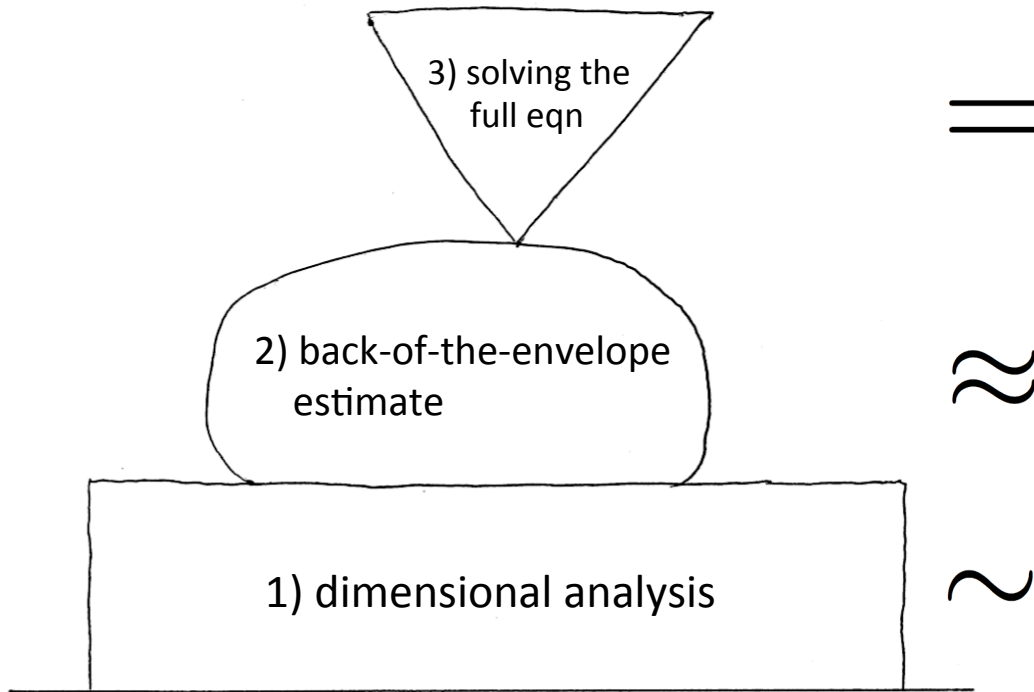 3) solving the
full eqn
=
2) back-of-the-envelope
estimate
≈
1) dimensional analysis
~